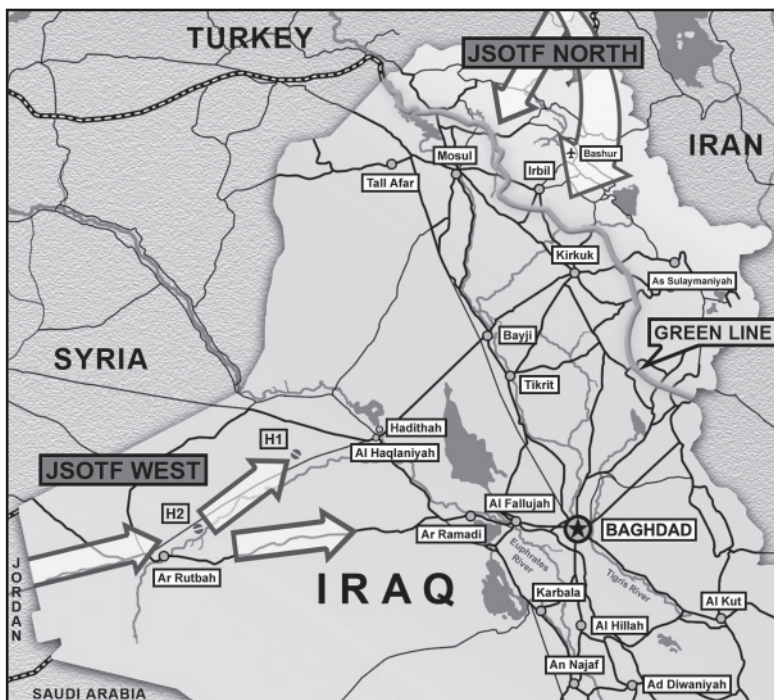 TURKEY
JSOTF NORTH
IRAN
Mosul
Bashur
Irbil
Tall Afar
Kirkuk
As Sulaymaniyah
SYRIA
Bayji
GREEN LINE
Tikrit
Hadithah
H1
Al Haqlaniyah
JSOTF WEST
H2
Al Fallujah
BAGHDAD
Ar Ramadi
Euphrates
River
Ar Rutbah
JORDAN
IRAQ
Tigris River
Karbala
Al Kut
Al Hillah
An Najaf
Ad Diwaniyah
SAUDI ARABIA